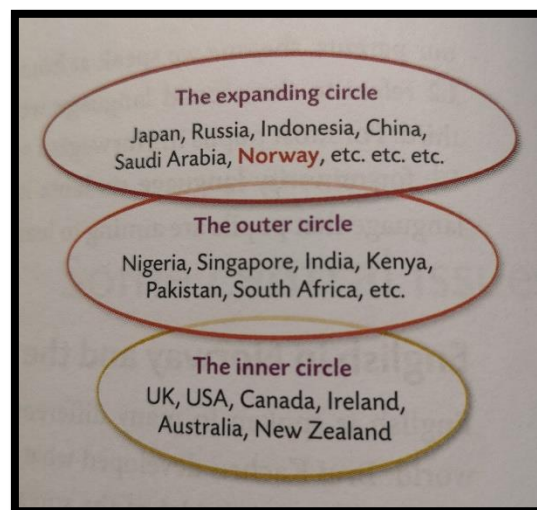 The expanding circle
Japan, Russia, Indonesia, China,
Saudi Arabia, Norway, etc. etc. etc.
The outer circle
Nigeria, Singapore, India, Kenya,
Pakistan, South Africa, etc.
The inner circle
UK, USA, Canada, Ireland,
Australia, New Zealand